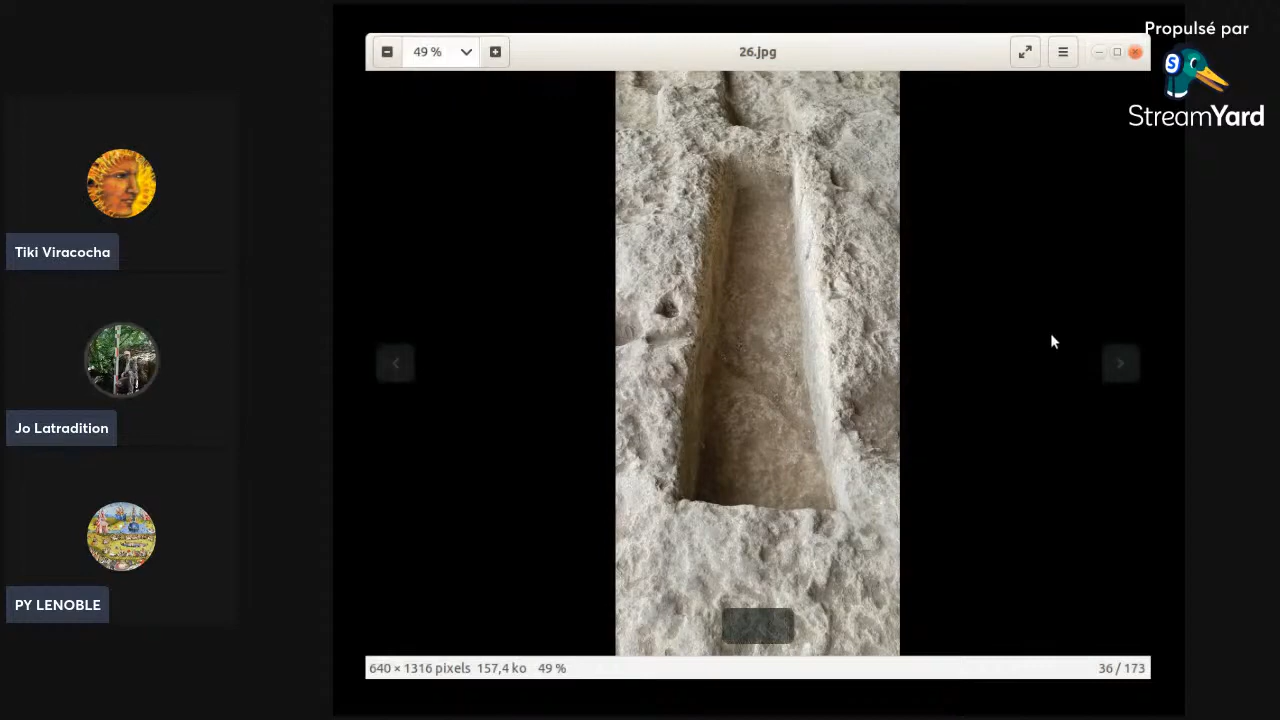 Propulsé par
StreamYard
49 %
26.jpg
Tiki Viracocha
Jo Latradition
PY LENOBLE
640 × 1316 pixels 157,4 ko 49 %
36 / 173